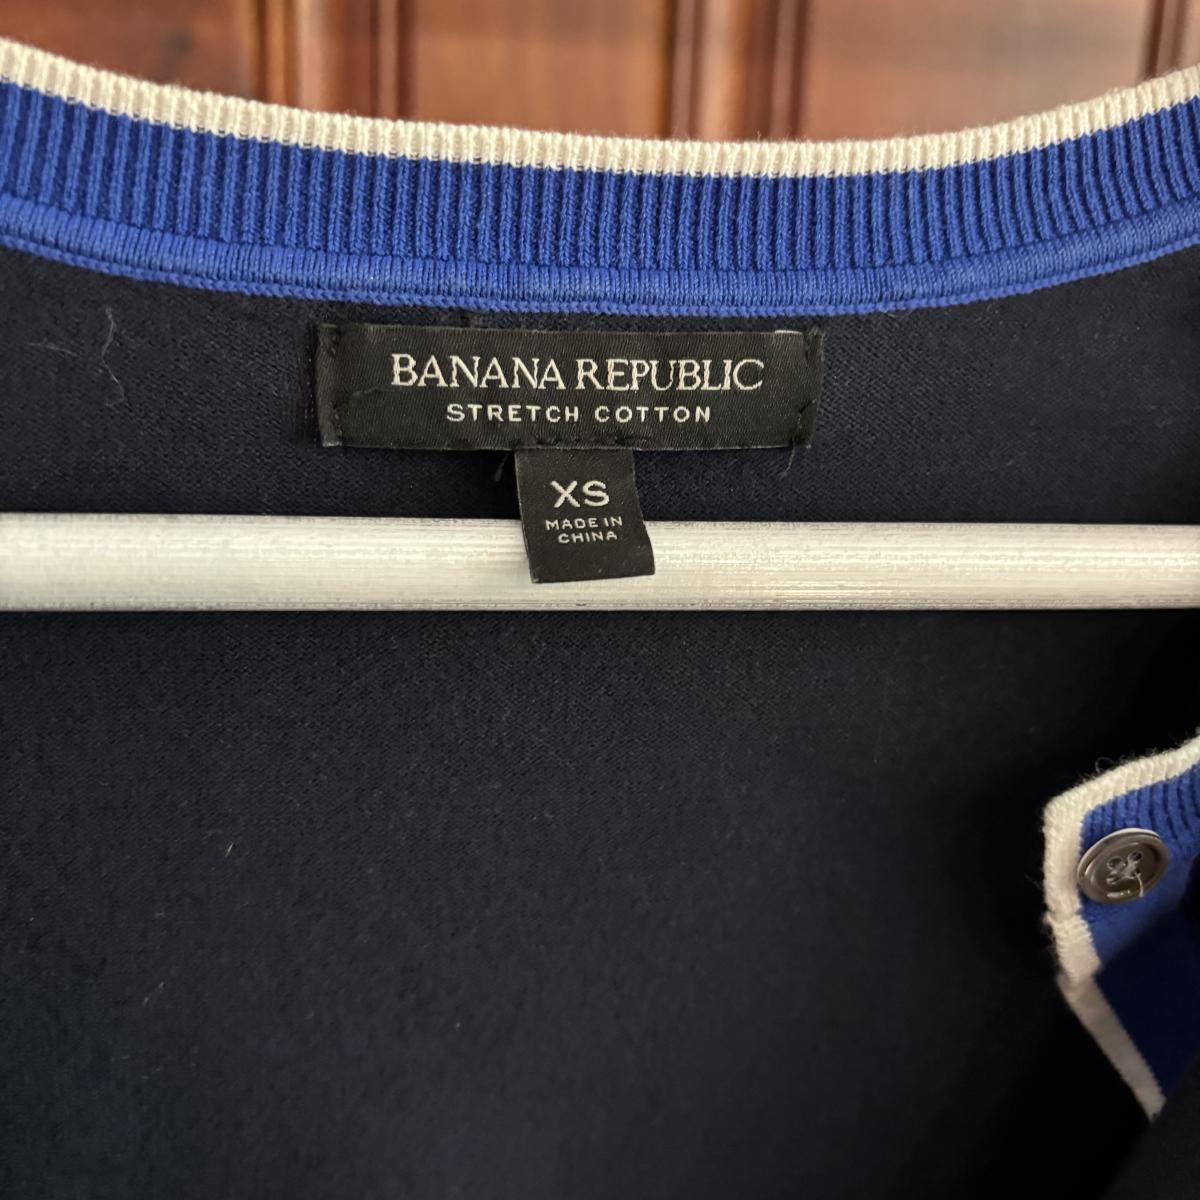 BANANA REPUBLIC
STRETCH COTTON
XS
MADE IN
CHINA